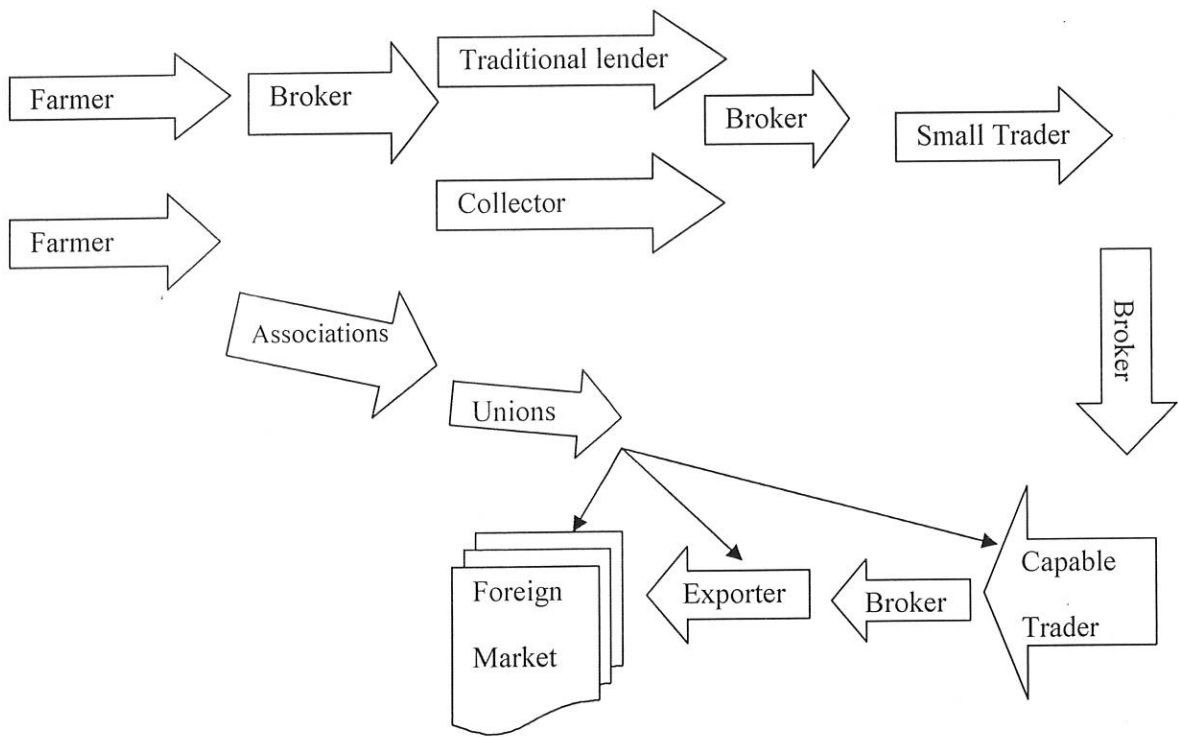 Traditional lender
Farmer
Broker
Broker
Small Trader
Collector
Farmer
Broker
Associations
Unions
Capable
Trader
Foreign
Market
Exporter
Broker